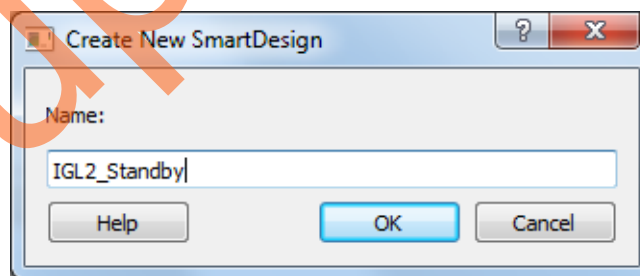 Create New SmartDesign
Name:
IGL2_Standby
Help
OK
Cancel